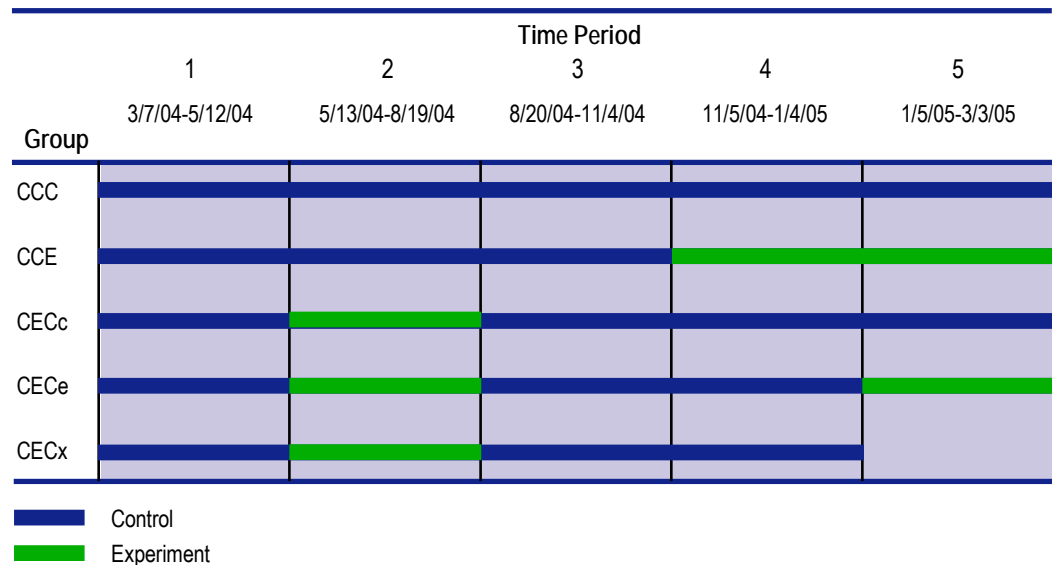 Time Period
1 2 3 4 5
3/7/04-5/12/04 5/13/04-8/19/04 8/20/04-11/4/04 11/5/04-1/4/05 1/5/05-3/3/05
Group
CCC
CCE
CECc
CECe
CECx
Control
Experiment